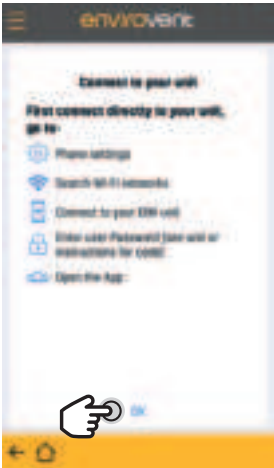 envirovent
Connect to your unit
First connect directly to your unit,
go to-
Phone settings
Search Wi-Fi networks
Connect to your unit
Enter user Password (see unit or
instructions for code)
Open the App
OK